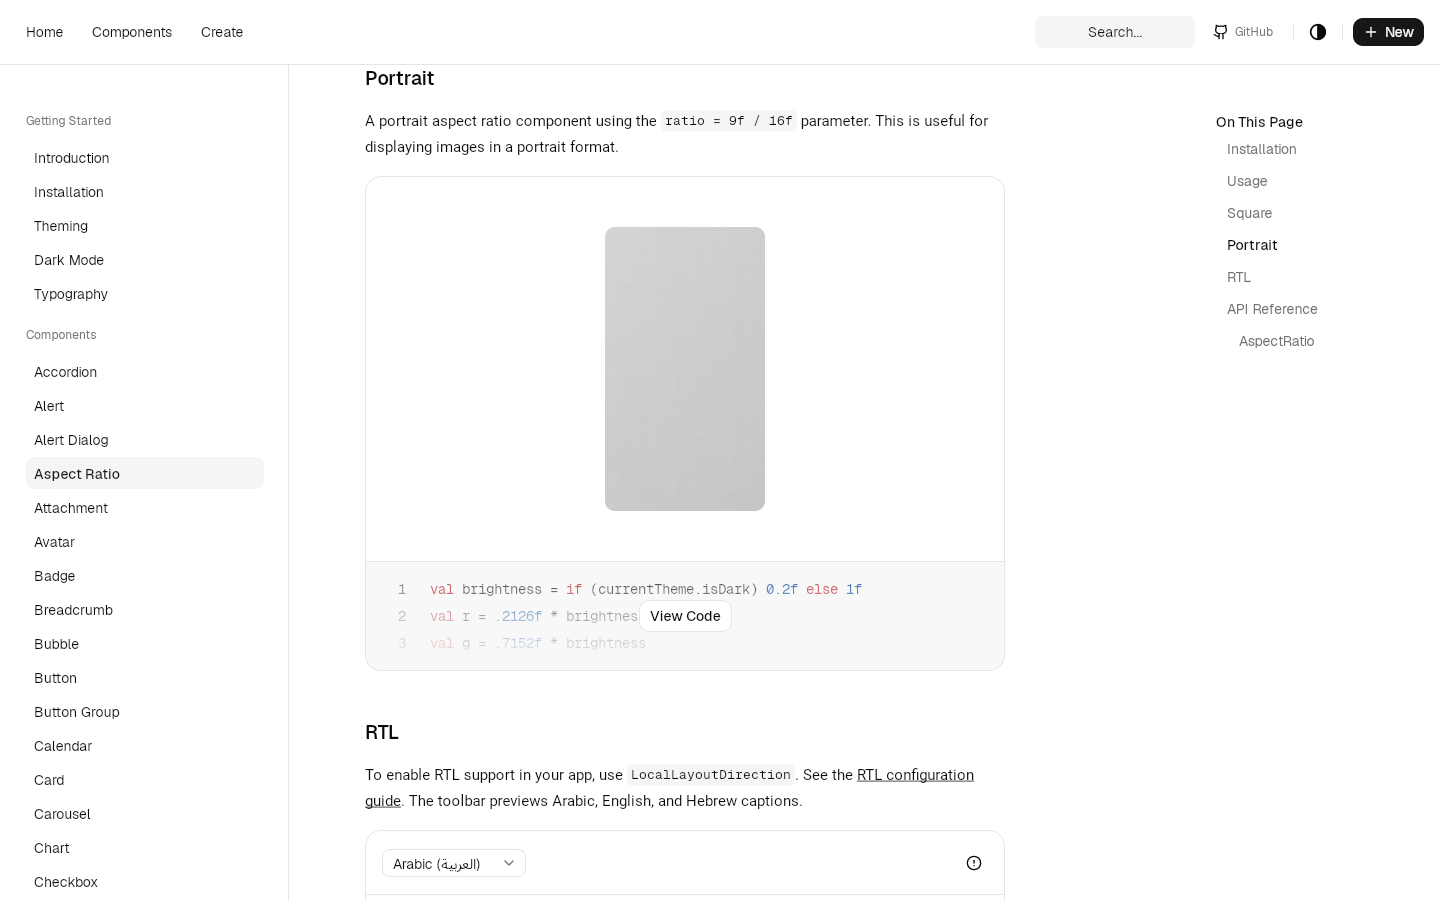 Home
Components
Create
Search...
GitHub
New
Getting Started
Introduction
Installation
Theming
Dark Mode
Typography
Components
Accordion
Alert
Alert Dialog
Aspect Ratio
Attachment
Avatar
Badge
Breadcrumb
Bubble
Button
Button Group
Calendar
Card
Carousel
Chart
Checkbox
Portrait
A portrait aspect ratio component using the ratio = 9f / 16f parameter. This is useful for
displaying images in a portrait format.
1 val brightness = if (currentTheme.isDark) 0.2f else 1f
2 val r = .2126f * brightnes
View Code
3 val g = .7152f * brightness
RTL
To enable RTL support in your app, use LocalLayoutDirection. See the RTL configuration
guide. The toolbar previews Arabic, English, and Hebrew captions.
Arabic (العربية)
On This Page
Installation
Usage
Square
Portrait
RTL
API Reference
AspectRatio